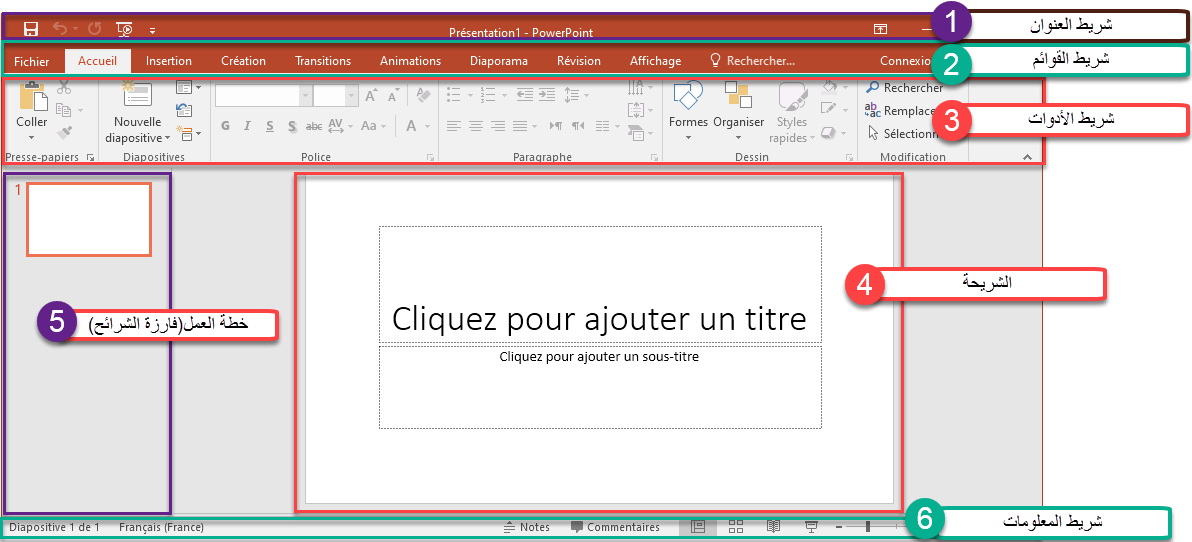 1 شريط العنوان
Présentation1 - PowerPoint
Fichier Accueil Insertion Création Transitions Animations Diaporama Révision Affichage Rechercher...
2 شريط القوائم
Coller
Nouvelle
diapositive
G I S S abc AV Aa A
Formes Organiser Styles
rapides
Rechercher
3 شريط الأدوات
Presse-papiers Diapositives Police Paragraphe Dessin Modification
1
Cliquez pour ajouter un titre
Cliquez pour ajouter un sous-titre
4 الشريحة
5 خطة العمل(فارزة الشرائح)
Diapositive 1 de 1 Français (France) Notes Commentaires
6 شريط المعلومات